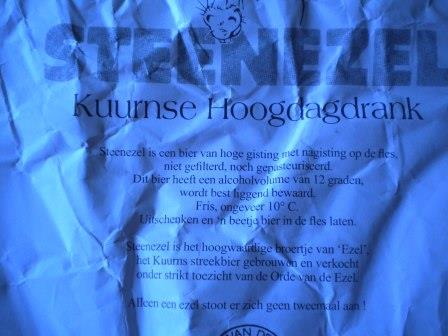 STEENEZEL
Kuurnse Hoogdagdrank
Steenezel is een bier van hoge gisting met nagisting op de fles,
niet gefilterd, noch gepasteuriseerd.
Dit bier heeft een alcoholvolume van 12 graden,
wordt best liggend bewaard.
Fris, ongeveer 10° C.
Uitschenken en 'n beetje bier in de fles laten.
Steenezel is het hoogwaardige broertje van 'Ezel',
het Kuurns streekbier gebrouwen en verkocht
onder strikt toezicht van de Orde van de Ezel.
Alleen een ezel stoot er zich geen tweemaal aan !
VAN DE